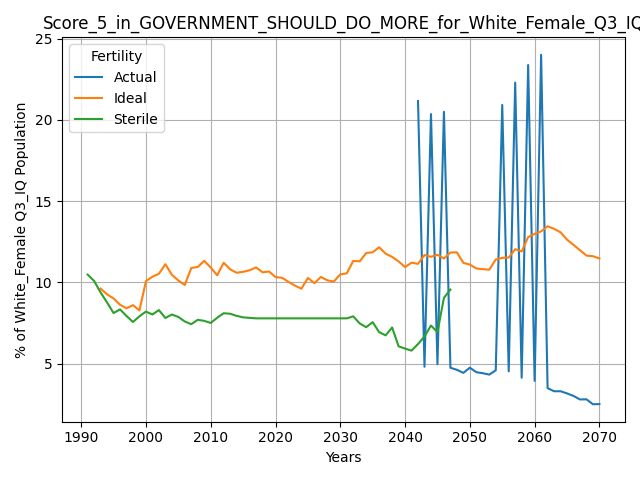 Score_5_in_GOVERNMENT_SHOULD_DO_MORE_for_White_Female_Q3_IQ
Fertility
Actual
Ideal
Sterile
% of White_Female Q3_IQ Population
25
20
15
10
5
1990 2000 2010 2020 2030 2040 2050 2060 2070
Years